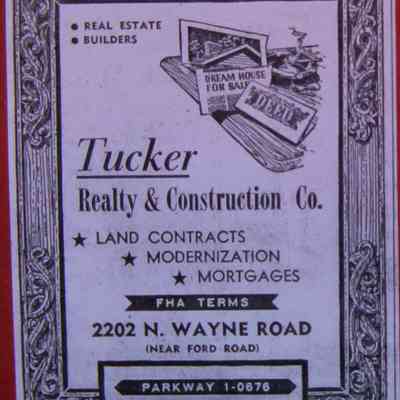 • REAL ESTATE
• BUILDERS
DREAM HOUSE
FOR SALE
DEED
Tucker
Realty & Construction Co.
★ LAND CONTRACTS
★ MODERNIZATION
★ MORTGAGES
FHA TERMS
2202 N. WAYNE ROAD
(NEAR FORD ROAD)
PARKWAY 1-0676